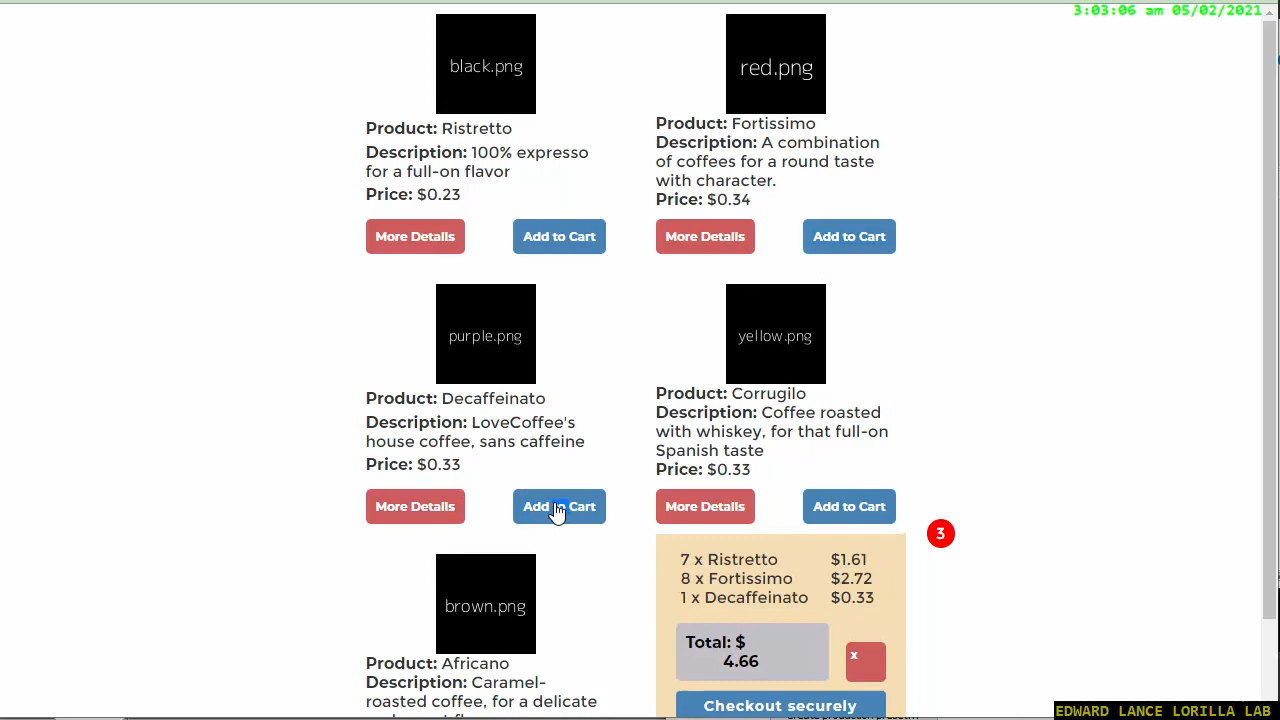 3:03:06 am 05/02/2021
black.png
Product: Ristretto
Description: 100% expresso
for a full-on flavor
Price: $0.23
More Details
Add to Cart
red.png
Product: Fortissimo
Description: A combination
of coffees for a round taste
with character.
Price: $0.34
More Details
Add to Cart
purple.png
Product: Decaffeinato
Description: LoveCoffee's
house coffee, sans caffeine
Price: $0.33
More Details
Add to Cart
yellow.png
Product: Corrugilo
Description: Coffee roasted
with whiskey, for that full-on
Spanish taste
Price: $0.33
More Details
Add to Cart
brown.png
Product: Africano
Description: Caramel-
roasted coffee, for a delicate
3
7 x Ristretto $1.61
8 x Fortissimo $2.72
1 x Decaffeinato $0.33
Total: $
4.66
x
Checkout securely
EDWARD LANCE LORILLA LAB